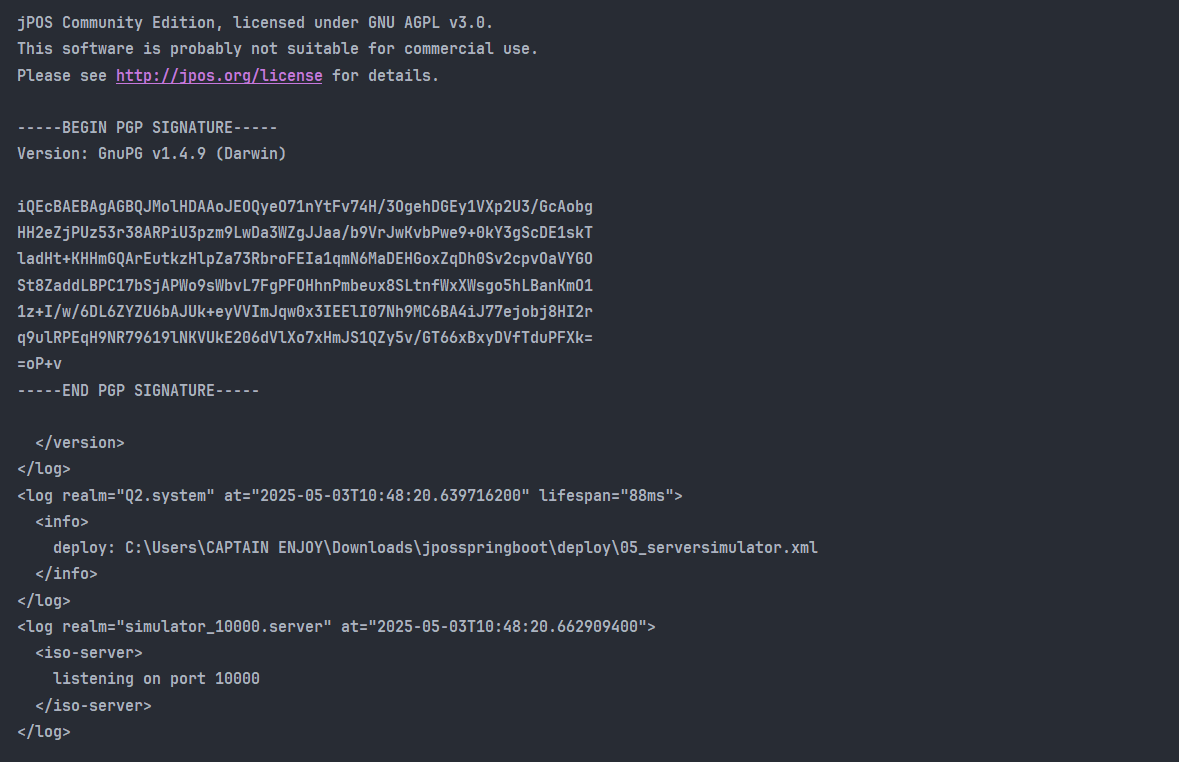 jPOS Community Edition, licensed under GNU AGPL v3.0.
This software is probably not suitable for commercial use.
Please see http://jpos.org/license for details.
-----BEGIN PGP SIGNATURE-----
Version: GnuPG v1.4.9 (Darwin)
iQEcBAEBAgAGBQJMolHDAAoJEOQyeO71nYtFv74H/3OgehDGEy1VXp2U3/GcAobg
HH2eZjPUz53r38ARPiU3pzm9LwDa3WZgJJaa/b9VrJwKvbPwe9+0kY3gScDE1skT
ladHt+KHHmGQArEutkzHlpZa73RbroFEIa1qmN6MaDEHGoxZqDh0Sv2cpvOaVYGO
St8ZaddLBPC17bSjAPWo9sWbvL7FgPFOHhnPmbeux8SLtnfWxXWsgo5hLBanKmO1
1z+I/w/6DL6ZYZU6bAJUk+eyVVImJqw0x3IEElI07Nh9MC6BA4iJ77ejobj8HI2r
q9ulRPEqH9NR79619lNKVUkE206dVlXo7xHmJS1QZy5v/GT66xBxyDVfTduPFXk=
=oP+v
-----END PGP SIGNATURE-----
</version>
</log>
<log realm="Q2.system" at="2025-05-03T10:48:20.639716200" lifespan="88ms">
<info>
deploy: C:\Users\CAPTAIN ENJOY\Downloads\jposspringboot\deploy\05_serversimulator.xml
</info>
</log>
<log realm="simulator_10000.server" at="2025-05-03T10:48:20.662909400">
<iso-server>
listening on port 10000
</iso-server>
</log>